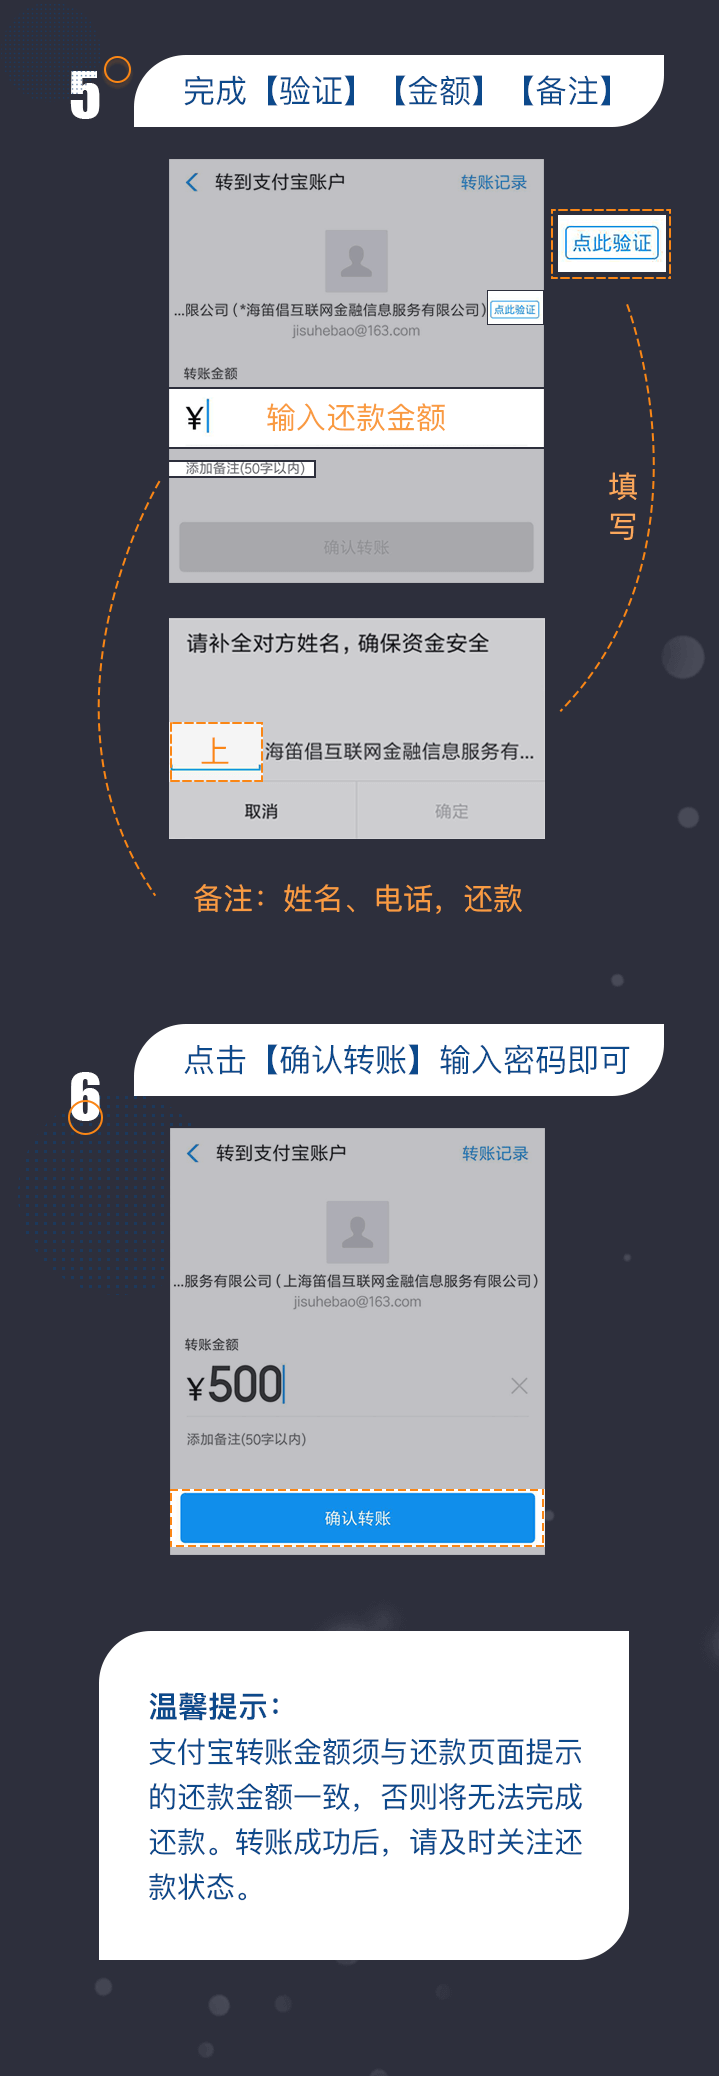 5
完成【验证】【金额】【备注】
转到支付宝账户
转账记录
点此验证
...限公司（*海笛倡互联网金融信息服务有限公司）
点此验证
jisuhebao@163.com
转账金额
¥
输入还款金额
添加备注(50字以内)
填
写
确认转账
请补全对方姓名，确保资金安全
上
海笛倡互联网金融信息服务有...
取消
确定
备注：姓名、电话，还款
6
点击【确认转账】输入密码即可
转到支付宝账户
转账记录
...服务有限公司（上海笛倡互联网金融信息服务有限公司）
jisuhebao@163.com
转账金额
¥500
添加备注(50字以内)
确认转账
温馨提示：
支付宝转账金额须与还款页面提示
的还款金额一致，否则将无法完成
还款。转账成功后，请及时关注还
款状态。